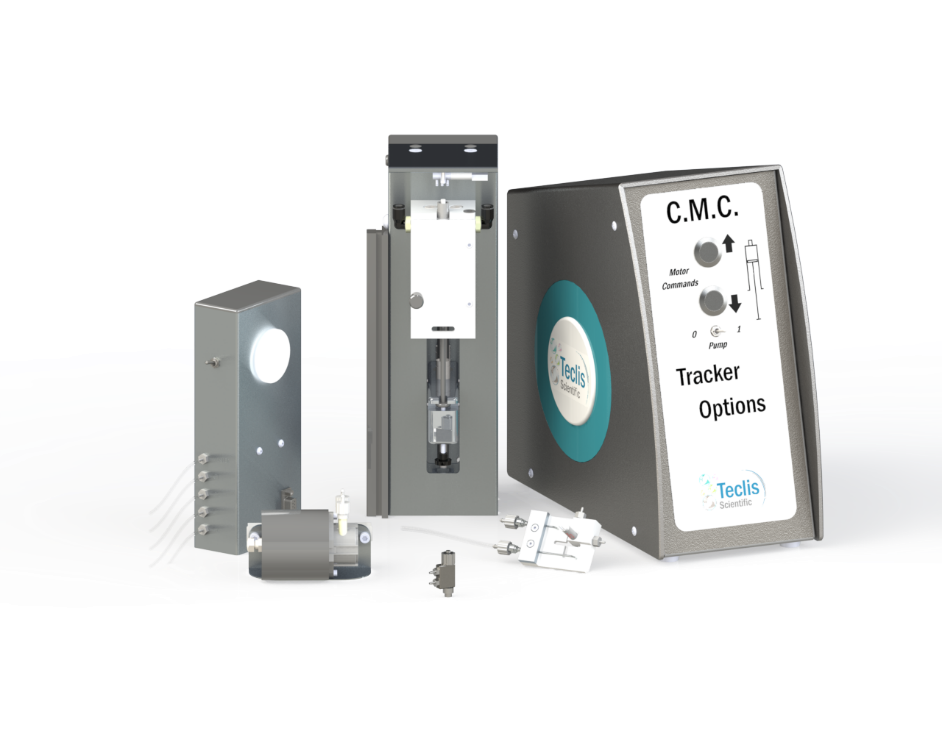 C.M.C.
Motor
Commands
0 1
Pump
Tracker
Options
Teclis
Scientific
Teclis
Scientific